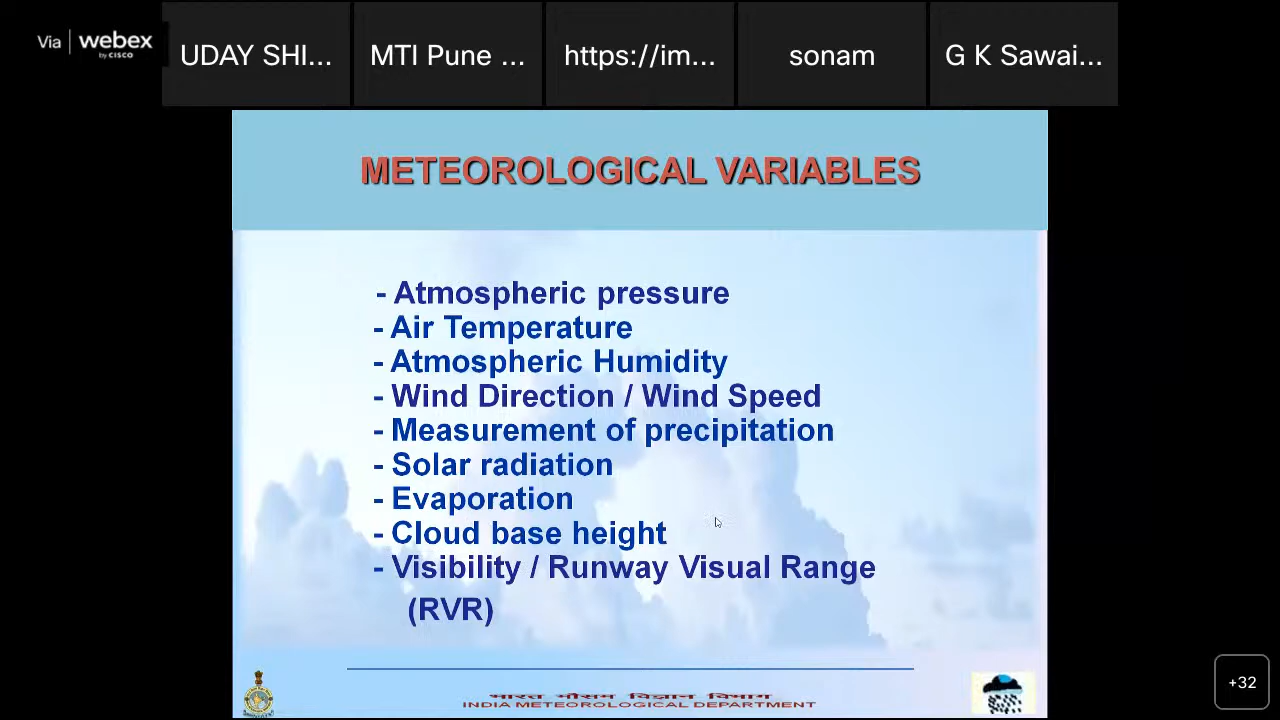 Via webex
by CISCO
UDAY SHI...
MTI Pune ...
https://im...
sonam
G K Sawai...
METEOROLOGICAL VARIABLES
- Atmospheric pressure
- Air Temperature
- Atmospheric Humidity
- Wind Direction / Wind Speed
- Measurement of precipitation
- Solar radiation
- Evaporation
- Cloud base height
- Visibility / Runway Visual Range
(RVR)
भारत मौसम विज्ञान विभाग
INDIA METEOROLOGICAL DEPARTMENT
+32